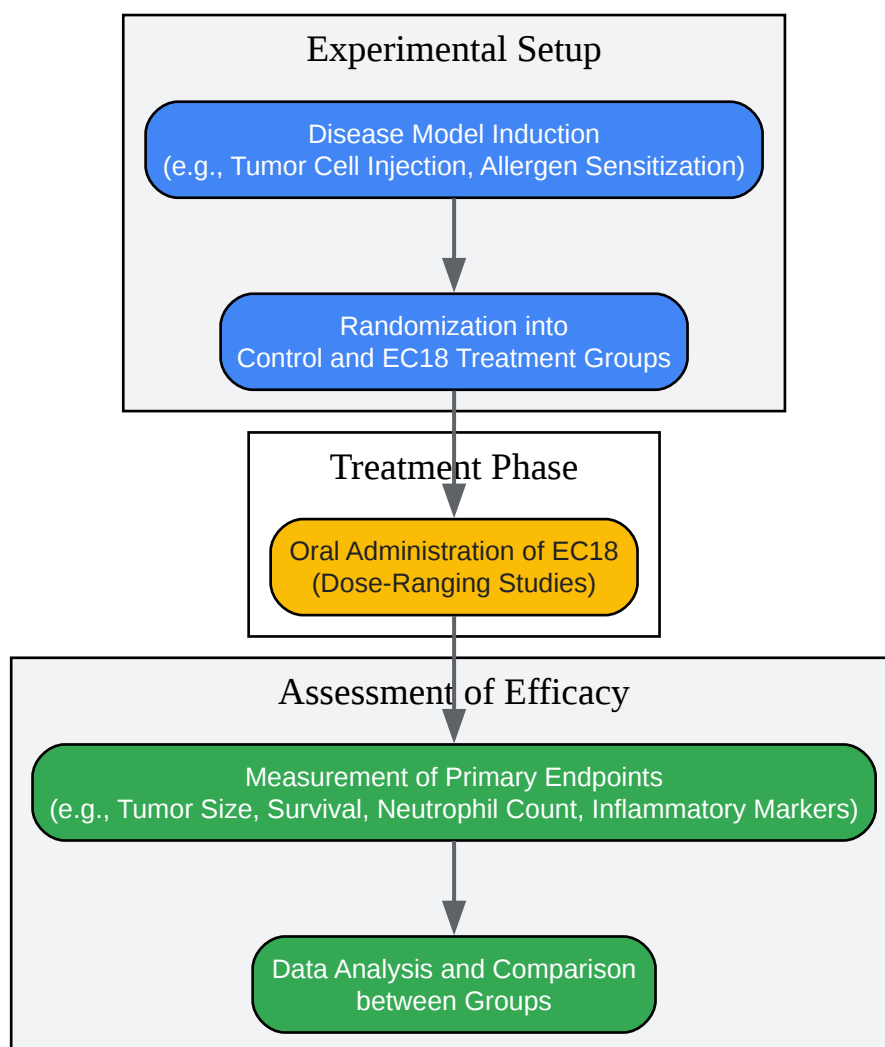 Experimental Setup
Disease Model Induction
(e.g., Tumor Cell Injection, Allergen Sensitization)
Randomization into
Control and EC18 Treatment Groups
Treatment Phase
Oral Administration of EC18
(Dose-Ranging Studies)
Assessment of Efficacy
Measurement of Primary Endpoints
(e.g., Tumor Size, Survival, Neutrophil Count, Inflammatory Markers)
Data Analysis and Comparison
between Groups